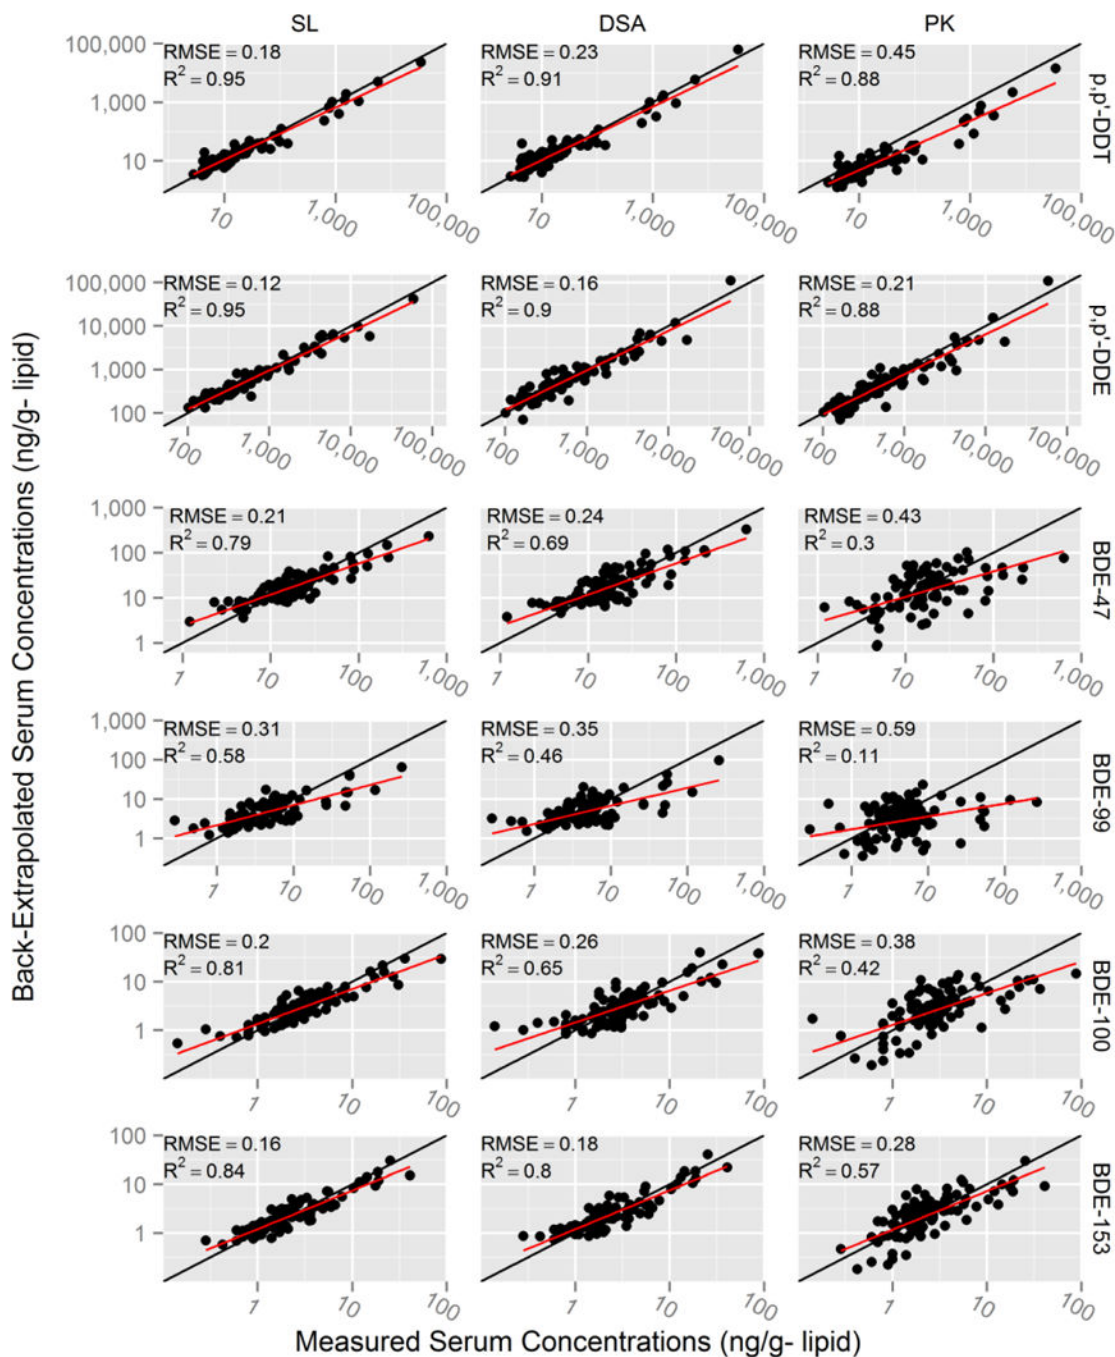 SL DSA PK
100,000
1,000
10
RMSE = 0.18
R² = 0.95
RMSE = 0.23
R² = 0.91
RMSE = 0.45
R² = 0.88
p,p'-DDT
10 1,000 100,000 10 1,000 100,000 10 1,000 100,000
100,000
10,000
1,000
100
RMSE = 0.12
R² = 0.95
RMSE = 0.16
R² = 0.9
RMSE = 0.21
R² = 0.88
p,p'-DDE
100 1,000 10,000 100,000 100 1,000 10,000 100,000 100 1,000 10,000 100,000
1,000
100
10
1
RMSE = 0.21
R² = 0.79
RMSE = 0.24
R² = 0.69
RMSE = 0.43
R² = 0.3
BDE-47
1 10 100 1,000 1 10 100 1,000 1 10 100 1,000
1,000
100
10
1
RMSE = 0.31
R² = 0.58
RMSE = 0.35
R² = 0.46
RMSE = 0.59
R² = 0.11
BDE-99
1 10 100 1,000 1 10 100 1,000 1 10 100 1,000
100
10
1
RMSE = 0.2
R² = 0.81
RMSE = 0.26
R² = 0.65
RMSE = 0.38
R² = 0.42
BDE-100
1 10 100 1 10 100 1 10 100
100
10
1
RMSE = 0.16
R² = 0.84
RMSE = 0.18
R² = 0.8
RMSE = 0.28
R² = 0.57
BDE-153
1 10 100 1 10 100 1 10 100
Back-Extrapolated Serum Concentrations (ng/g- lipid)
Measured Serum Concentrations (ng/g- lipid)